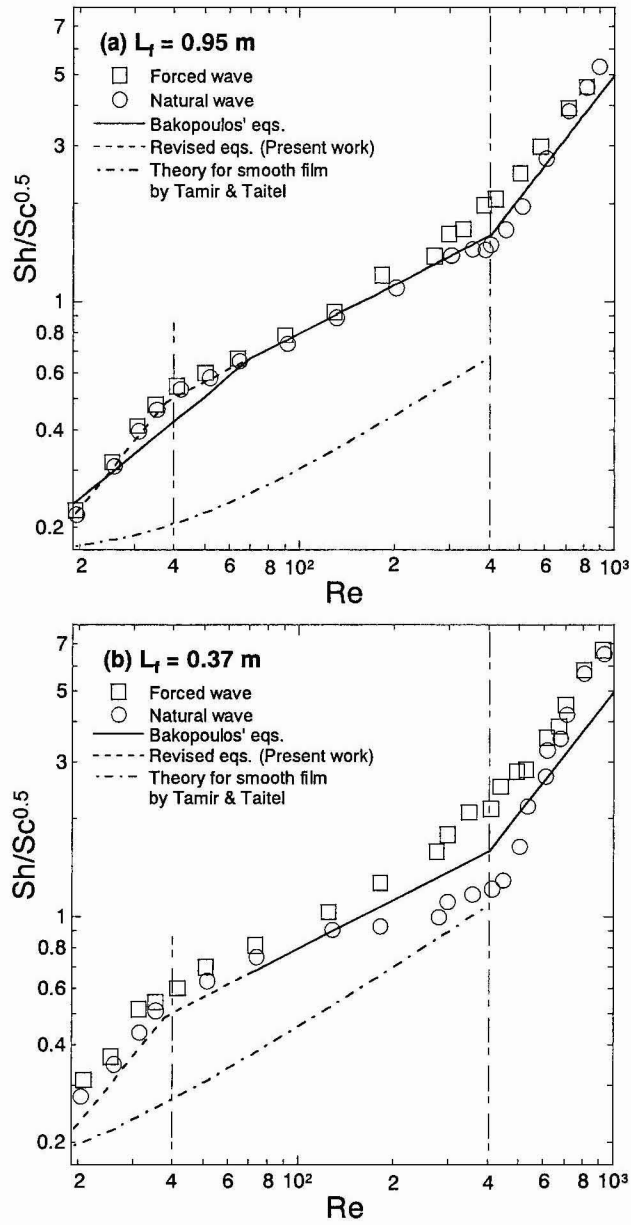 (a) L_f = 0.95 m
Forced wave
Natural wave
Bakopoulos' eqs.
Revised eqs. (Present work)
Theory for smooth film
by Tamir & Taitel
Sh/Sc^0.5
7
5
3
1
0.8
0.6
0.4
0.2
2 4 6 8 10² 2 4 6 8 10³
Re
(b) L_f = 0.37 m
Forced wave
Natural wave
Bakopoulos' eqs.
Revised eqs. (Present work)
Theory for smooth film
by Tamir & Taitel
Sh/Sc^0.5
7
5
3
1
0.8
0.6
0.4
0.2
2 4 6 8 10² 2 4 6 8 10³
Re